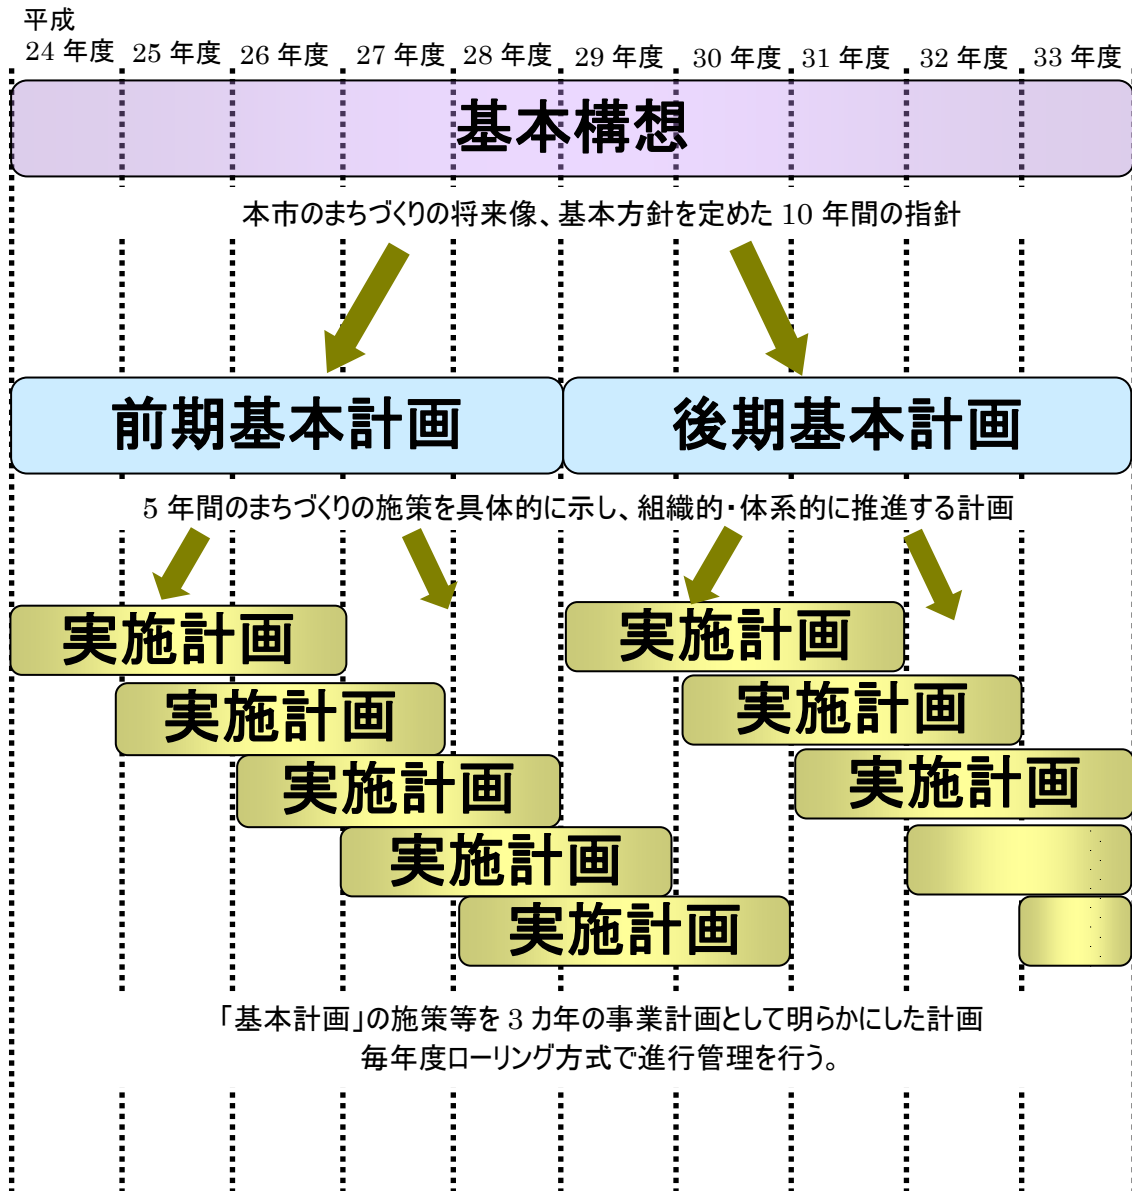 平成
24 年度 25 年度 26 年度 27 年度 28 年度 29 年度 30 年度 31 年度 32 年度 33 年度
基本構想
本市のまちづくりの将来像、基本方針を定めた 10 年間の指針
前期基本計画 後期基本計画
5 年間のまちづくりの施策を具体的に示し、組織的・体系的に推進する計画
実施計画 実施計画
実施計画 実施計画
実施計画 実施計画
実施計画
実施計画
「基本計画」の施策等を 3 カ年の事業計画として明らかにした計画
毎年度ローリング方式で進行管理を行う。